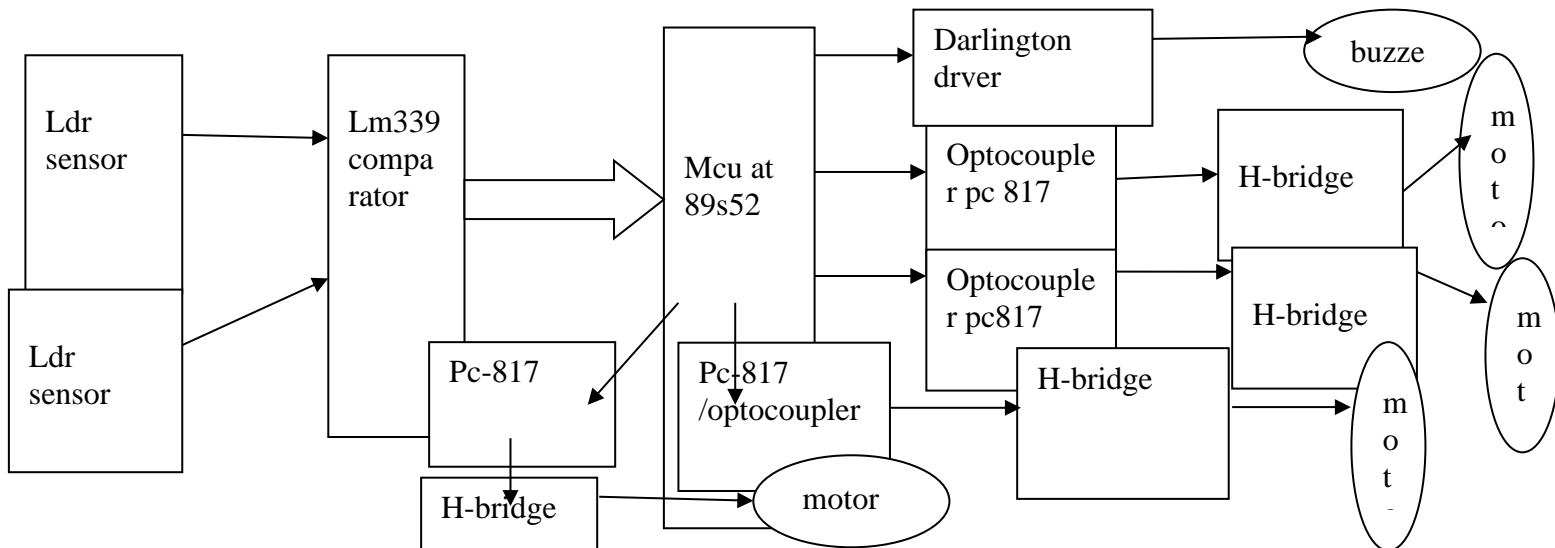 Ldr
sensor
Ldr
sensor
Lm339
compa
rator
Mcu at
89s52
Darlington
drver
buzze
Optocouple
r pc 817
H-bridge
m
o
t
o
Optocouple
r pc817
H-bridge
m
o
t
Pc-817
Pc-817
/optocoupler
H-bridge
m
o
t
H-bridge
motor